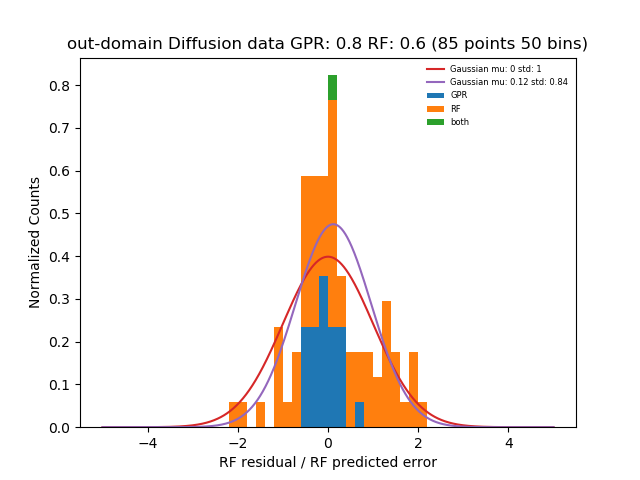 out-domain Diffusion data GPR: 0.8 RF: 0.6 (85 points 50 bins)
Gaussian mu: 0 std: 1
Gaussian mu: 0.12 std: 0.84
GPR
RF
both
Normalized Counts
0.8
0.7
0.6
0.5
0.4
0.3
0.2
0.1
0.0
−4
−2
0
2
4
RF residual / RF predicted error